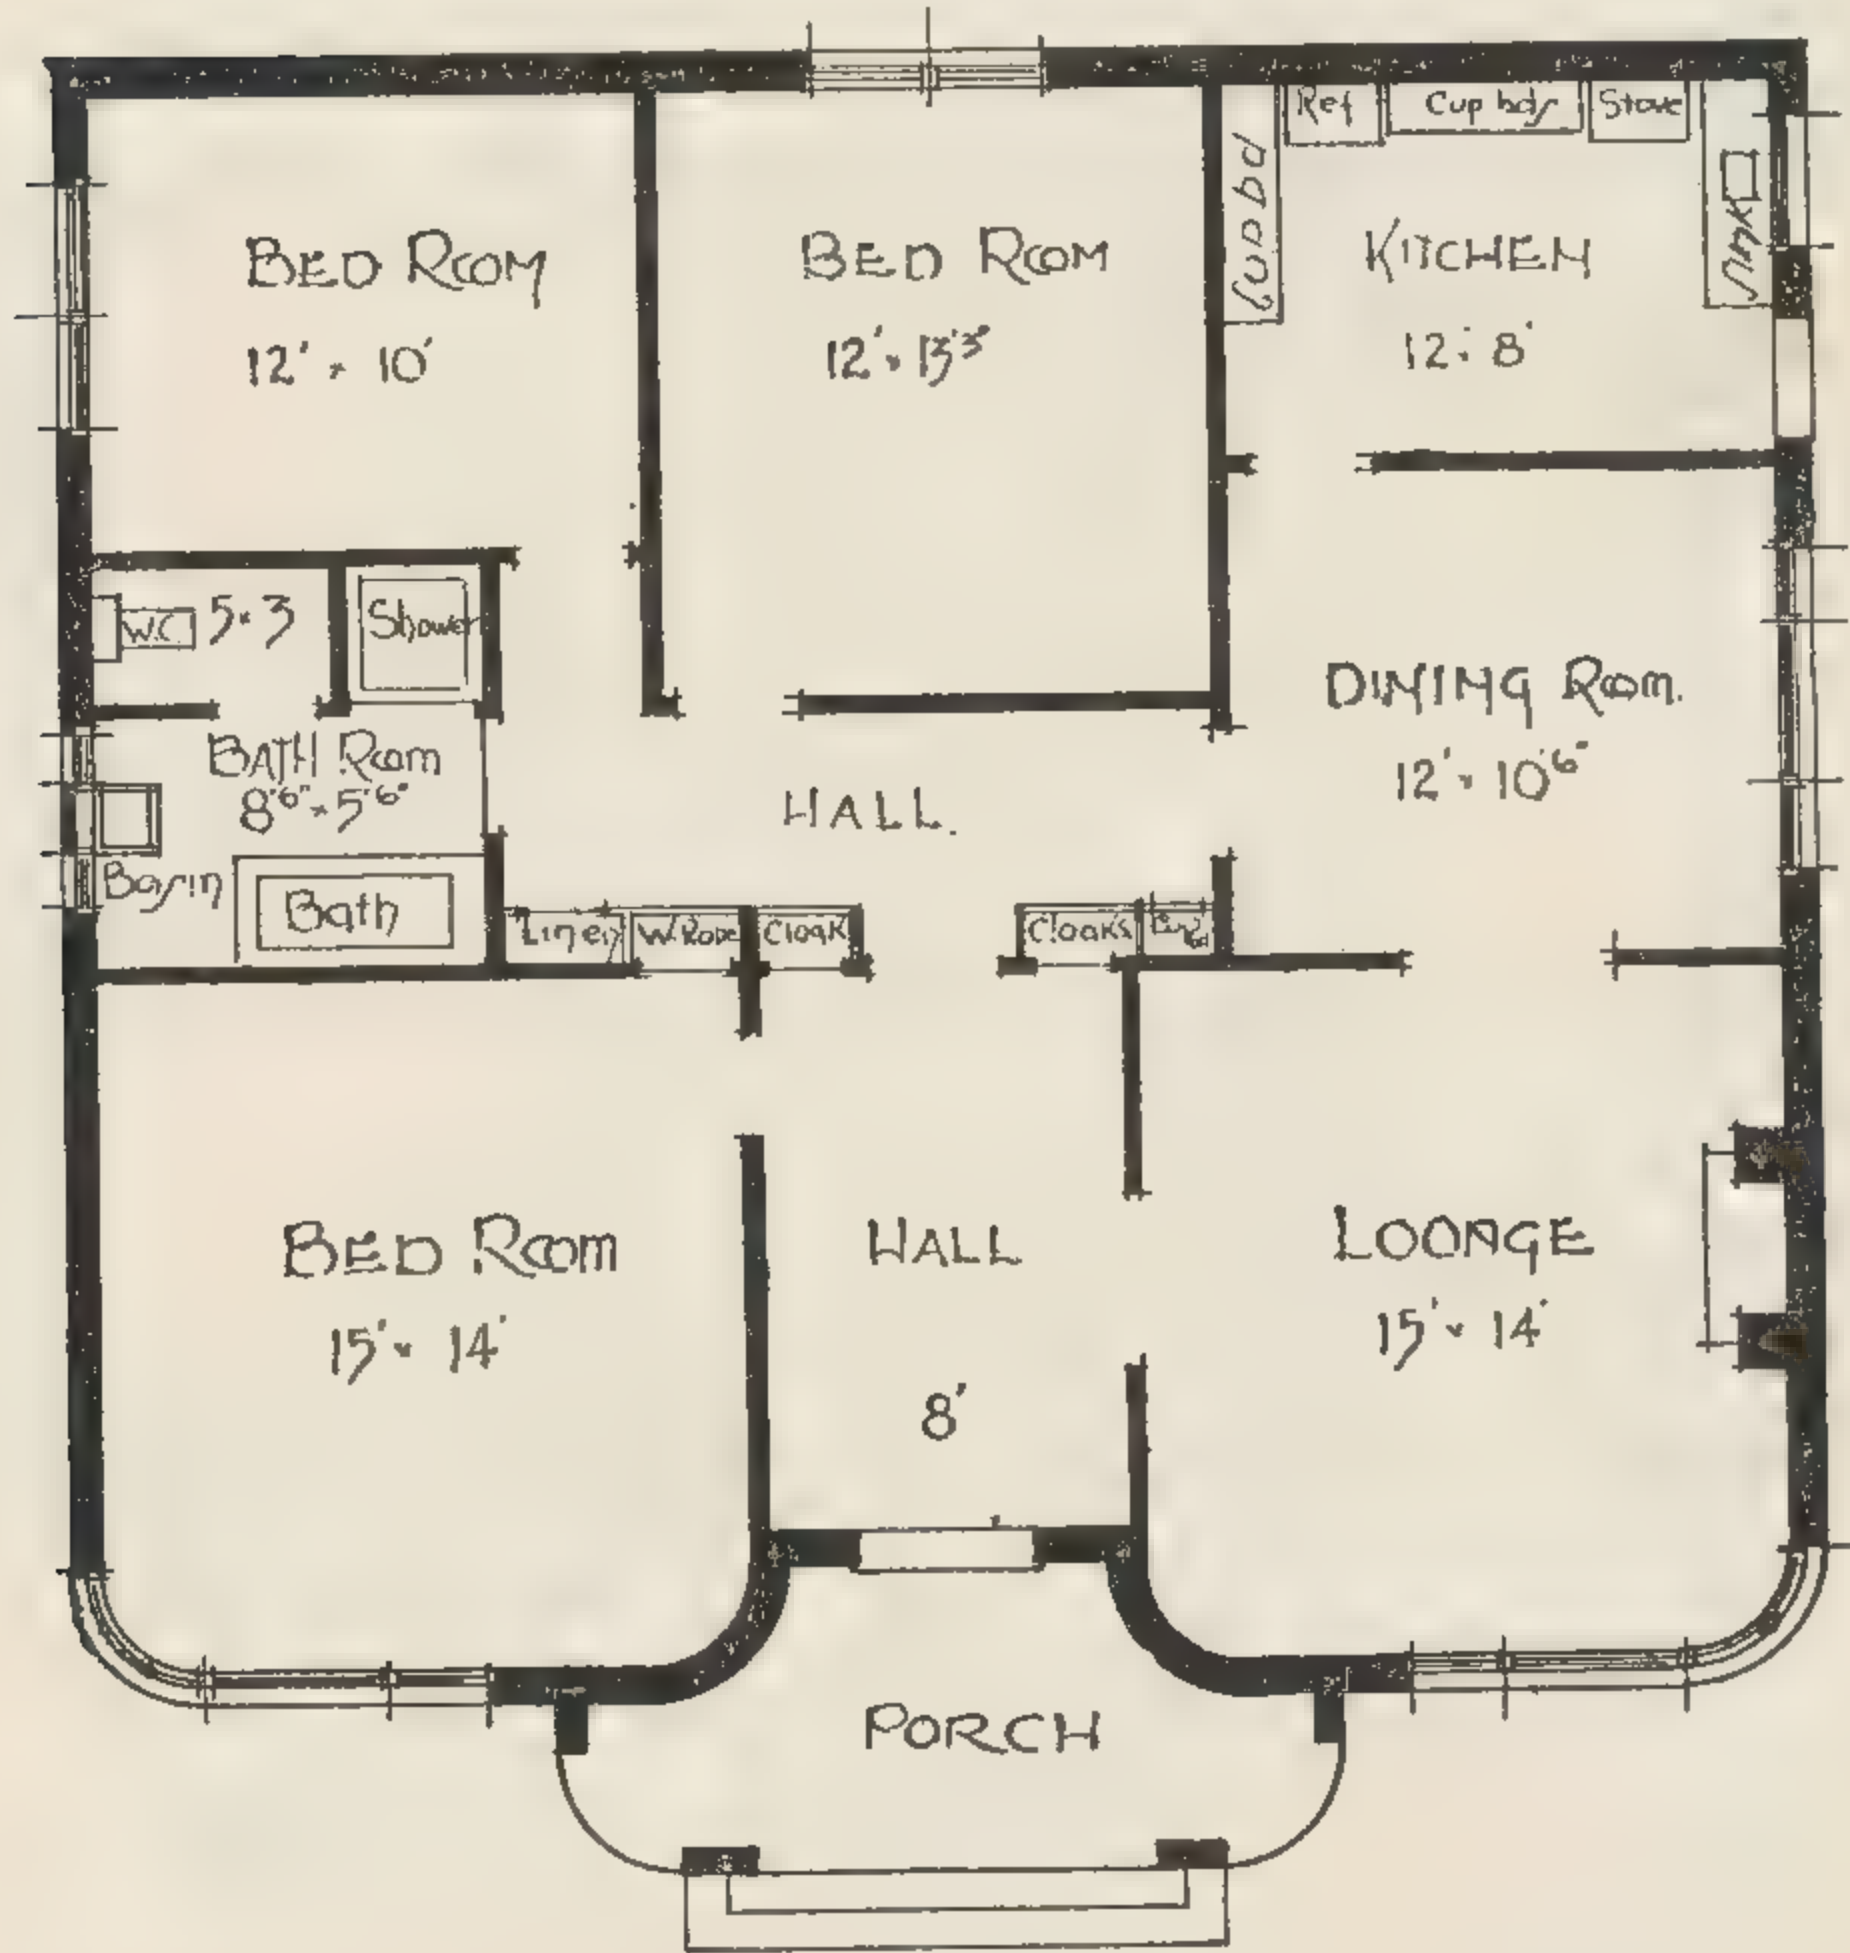 Ref
Cup bds
Stove
Cupbd
Sink
BED ROOM
12' × 10'
BED ROOM
12' × 13'3"
KITCHEN
12 × 8'
W.C.
5 × 3
Shower
BATH Room
8'6" × 5'6"
Basin
Bath
HALL.
DINING Room.
12' × 10'6"
Linen
W.Robe
Cloak
Cloaks
BED ROOM
15' × 14'
HALL
8'
LOUNGE
15' × 14'
PORCH